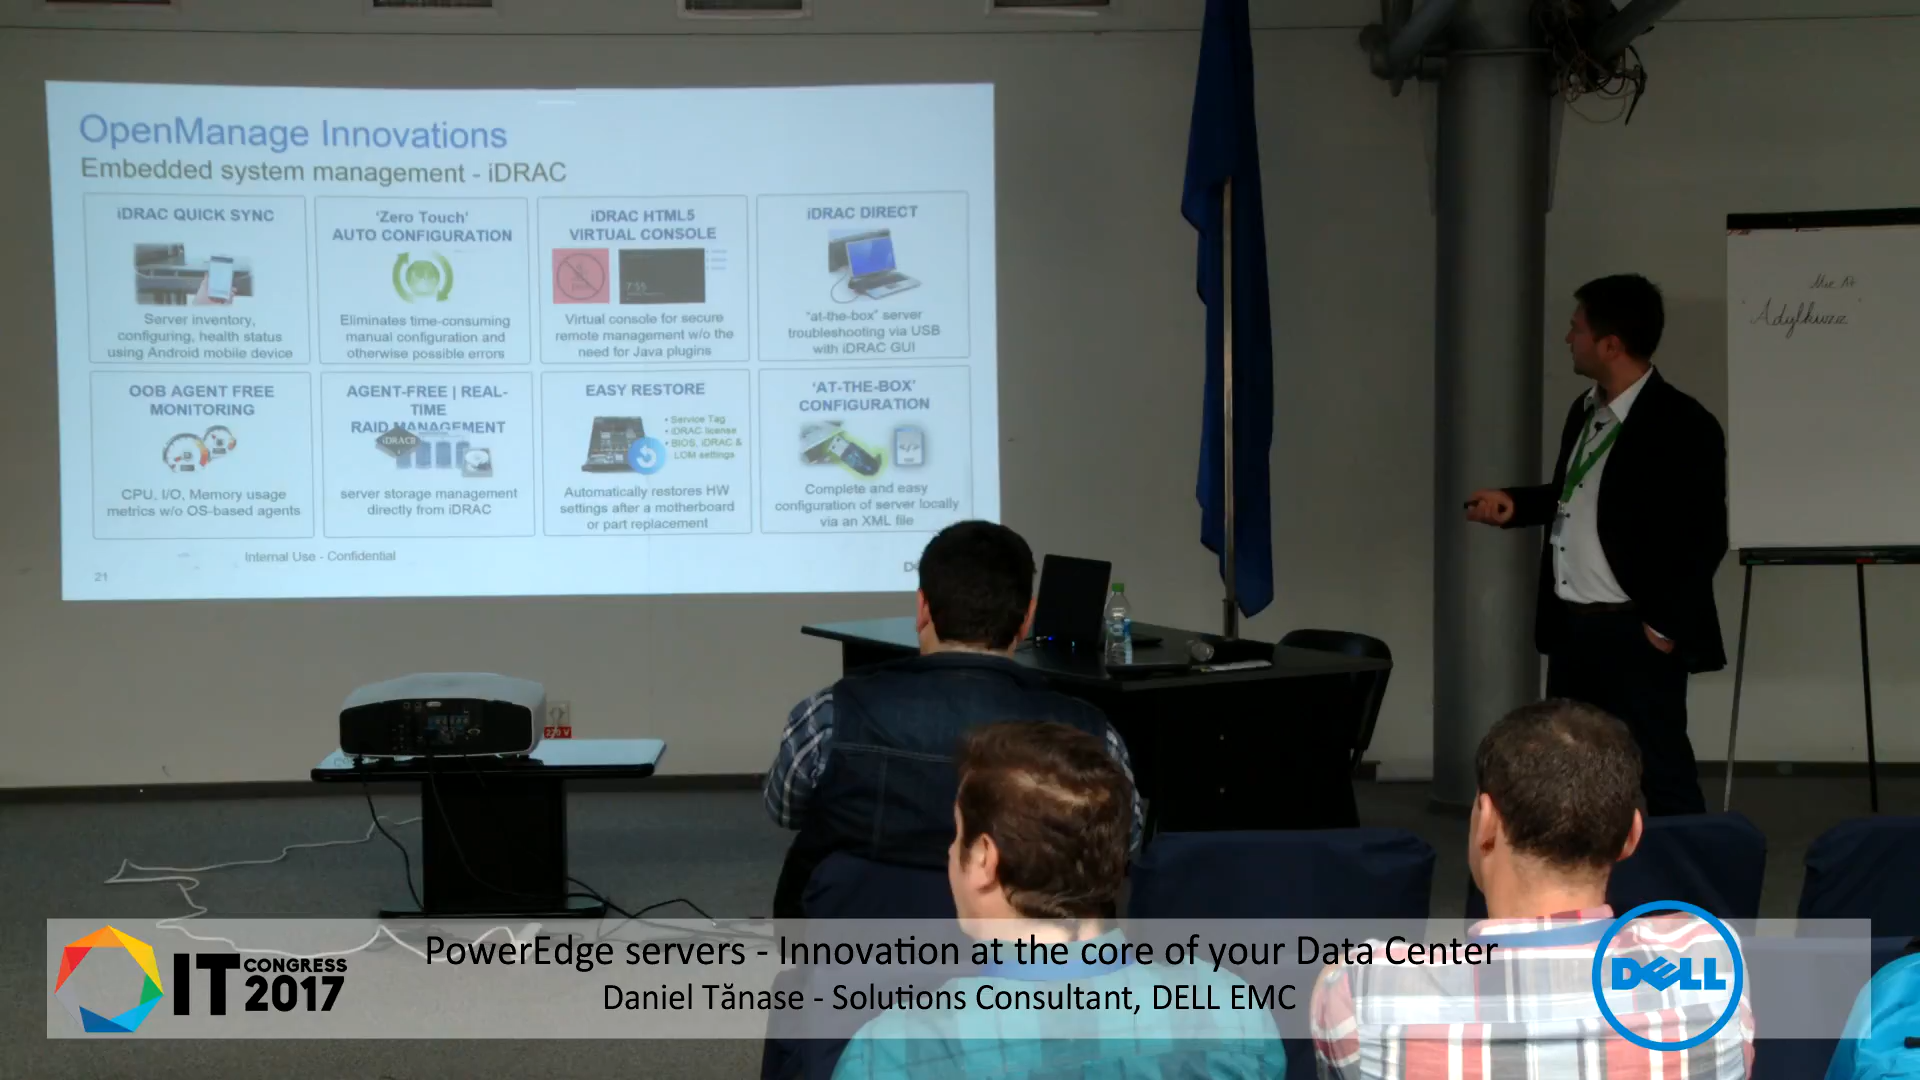 OpenManage Innovations
Embedded system management - iDRAC
iDRAC QUICK SYNC
Server inventory,
configuring, health status
using Android mobile device
'Zero Touch'
AUTO CONFIGURATION
Eliminates time-consuming
manual configuration and
otherwise possible errors
iDRAC HTML5
VIRTUAL CONSOLE
7:55
Virtual console for secure
remote management w/o the
need for Java plugins
iDRAC DIRECT
"at-the-box" server
troubleshooting via USB
with iDRAC GUI
OOB AGENT FREE
MONITORING
CPU, I/O, Memory usage
metrics w/o OS-based agents
AGENT-FREE | REAL-
TIME
RAID MANAGEMENT
iDRAC8
server storage management
directly from iDRAC
EASY RESTORE
• Service Tag
• iDRAC license
• BIOS, iDRAC &
LOM settings
Automatically restores HW
settings after a motherboard
or part replacement
'AT-THE-BOX'
CONFIGURATION
</>
Complete and easy
configuration of server locally
via an XML file
Internal Use - Confidential
21
220 V
IT CONGRESS
2017
PowerEdge servers - Innovation at the core of your Data Center
Daniel Tănase - Solutions Consultant, DELL EMC
DELL